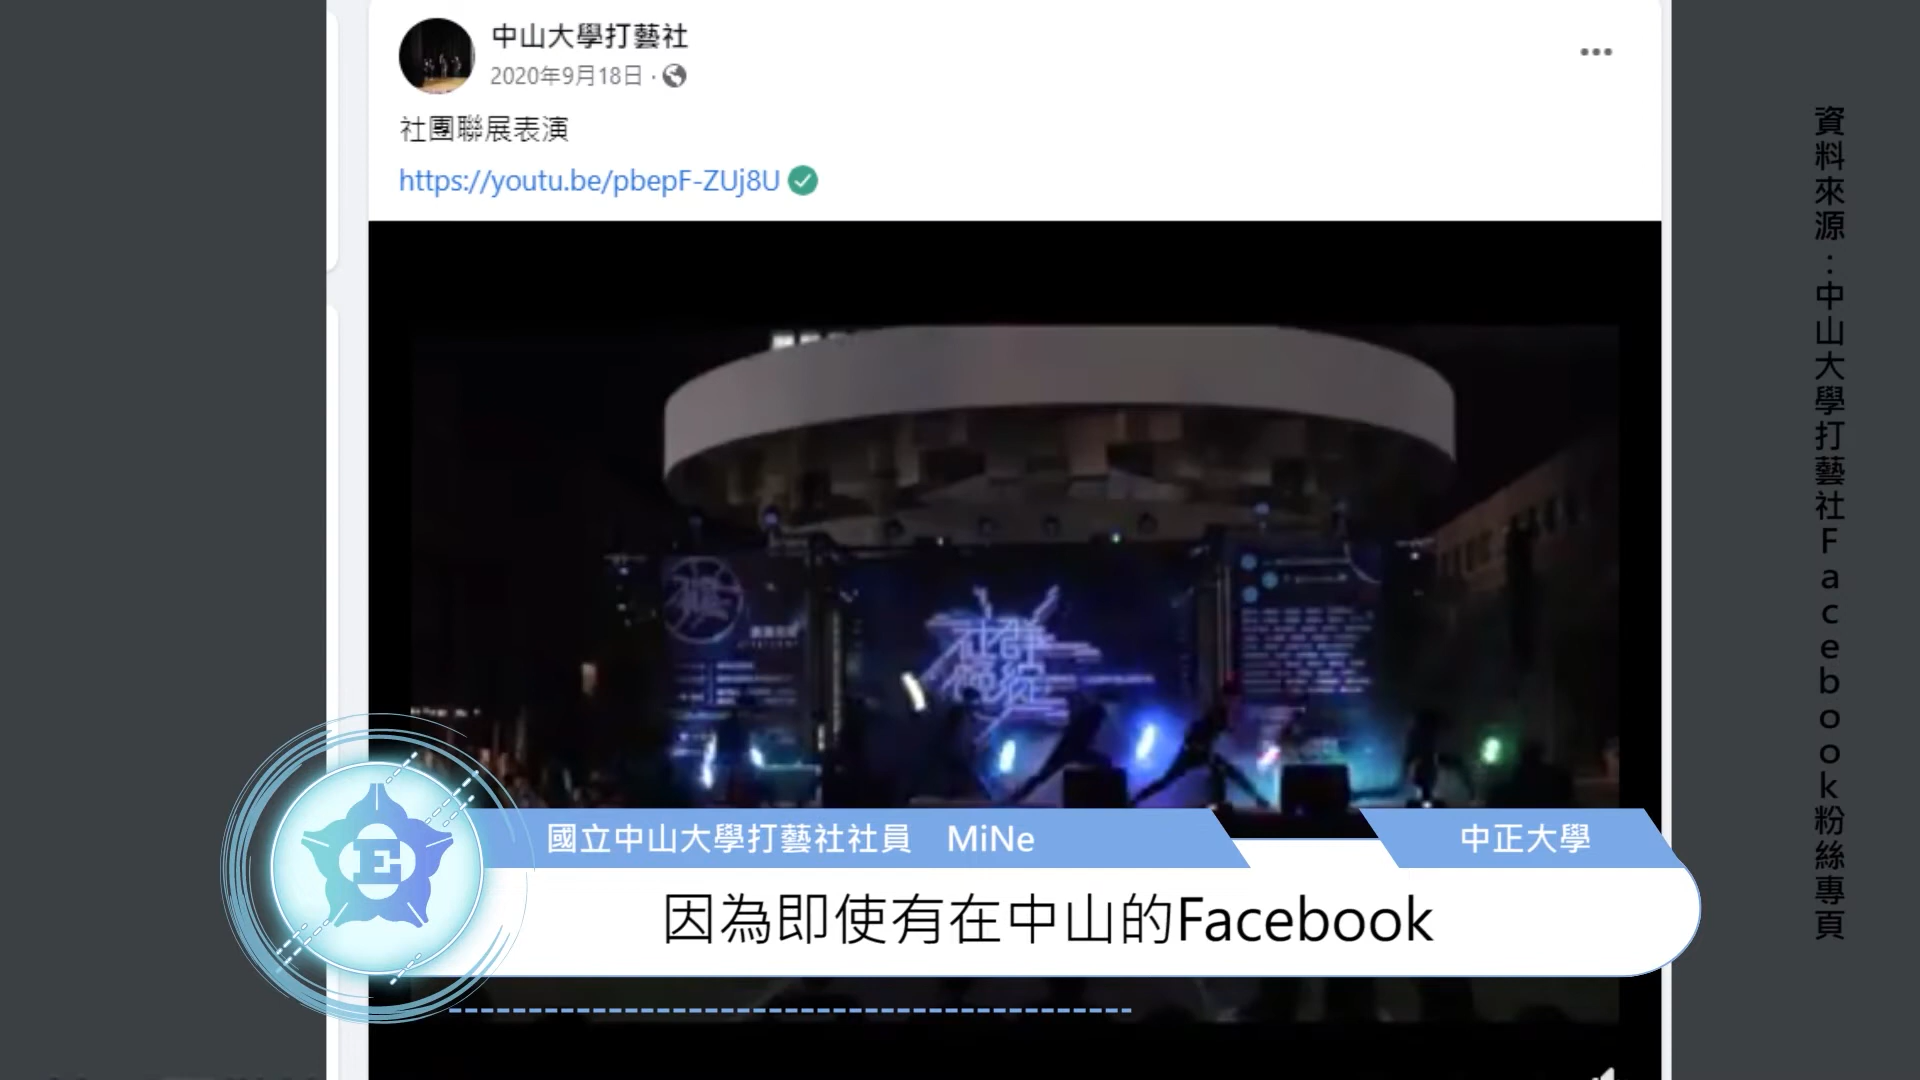 中山大學打藝社
2020年9月18日 ·
社團聯展表演
https://youtu.be/pbepF-ZUj8U
社群
國立中山大學打藝社社員 MiNe
中正大學
E
因為即使有在中山的Facebook
資料來源：中山大學打藝社Facebook粉絲專頁